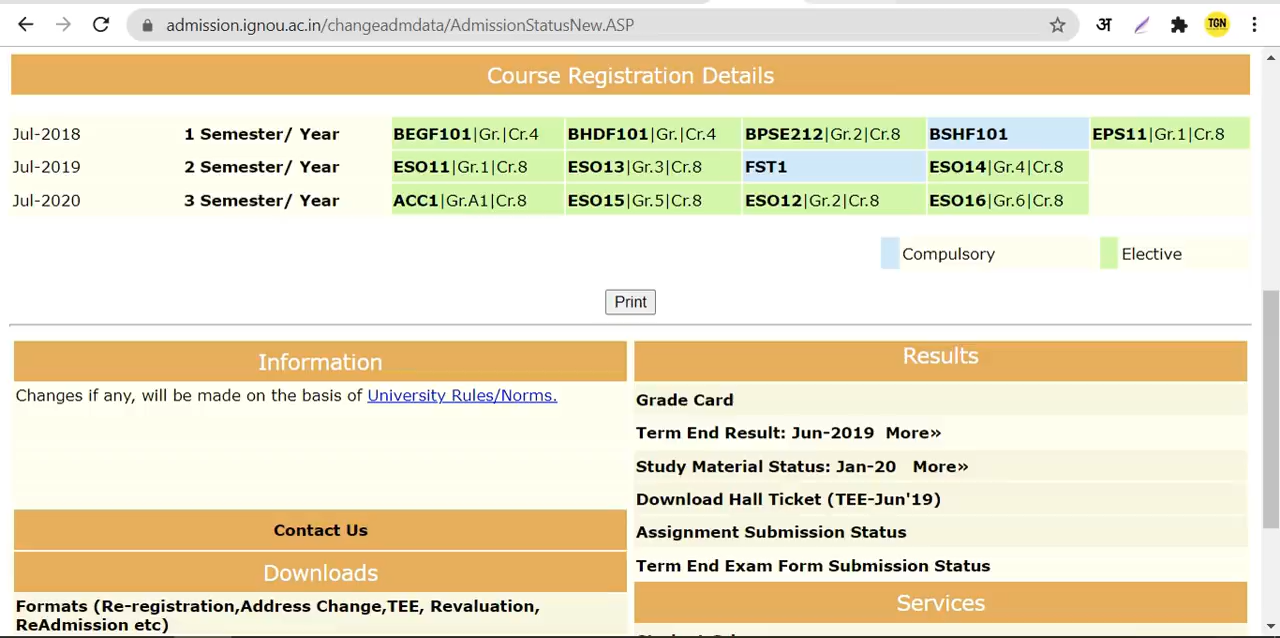 admission.ignou.ac.in/changeadmdata/AdmissionStatusNew.ASP अ TGN
Course Registration Details
Jul-2018 1 Semester/ Year BEGF101|Gr.|Cr.4 BHDF101|Gr.|Cr.4 BPSE212|Gr.2|Cr.8 BSHF101 EPS11|Gr.1|Cr.8
Jul-2019 2 Semester/ Year ESO11|Gr.1|Cr.8 ESO13|Gr.3|Cr.8 FST1 ESO14|Gr.4|Cr.8
Jul-2020 3 Semester/ Year ACC1|Gr.A1|Cr.8 ESO15|Gr.5|Cr.8 ESO12|Gr.2|Cr.8 ESO16|Gr.6|Cr.8
Compulsory Elective
Print
Information
Changes if any, will be made on the basis of University Rules/Norms.
Contact Us
Downloads
Formats (Re-registration,Address Change,TEE, Revaluation,
ReAdmission etc)
Results
Grade Card
Term End Result: Jun-2019 More»
Study Material Status: Jan-20 More»
Download Hall Ticket (TEE-Jun'19)
Assignment Submission Status
Term End Exam Form Submission Status
Services